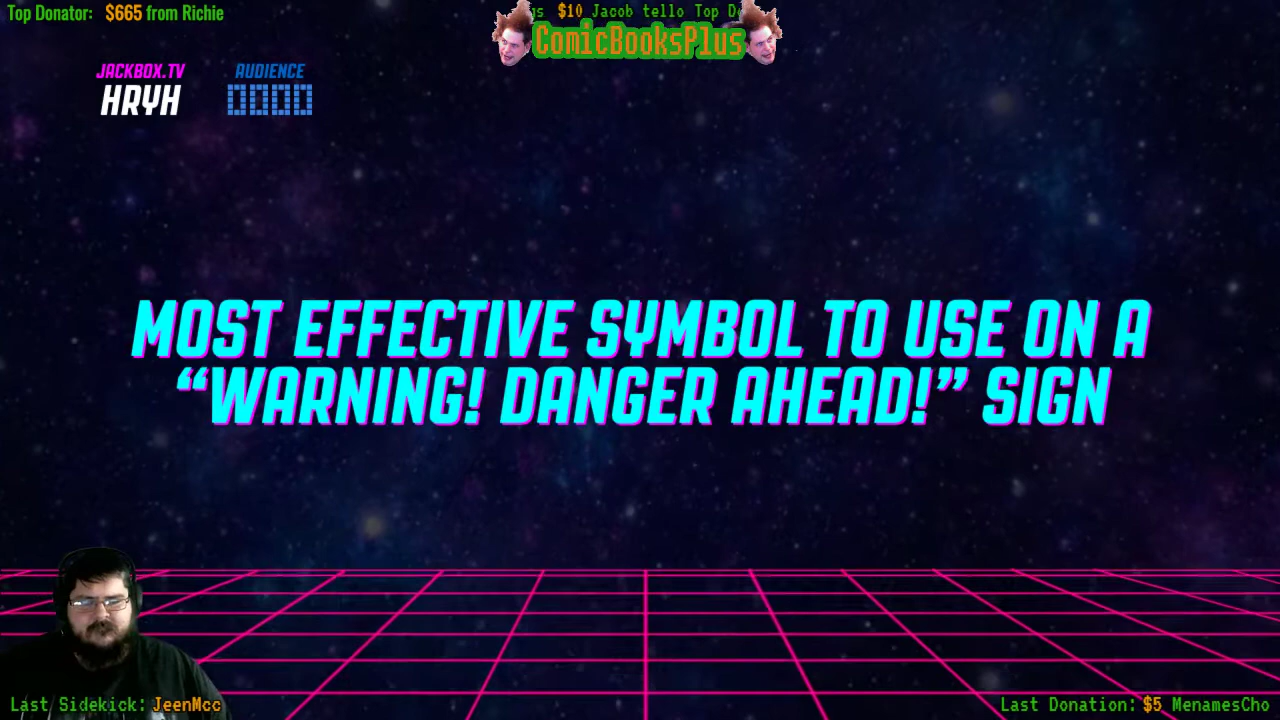 Top Donator: $665 from Richie
$10 Jacob tello Top
ComicBooksPlus
JACKBOX.TV
HRYH
AUDIENCE
MOST EFFECTIVE SYMBOL TO USE ON A
“WARNING! DANGER AHEAD!” SIGN
Last Sidekick: JeenMcc
Last Donation: $5 MenamesCho